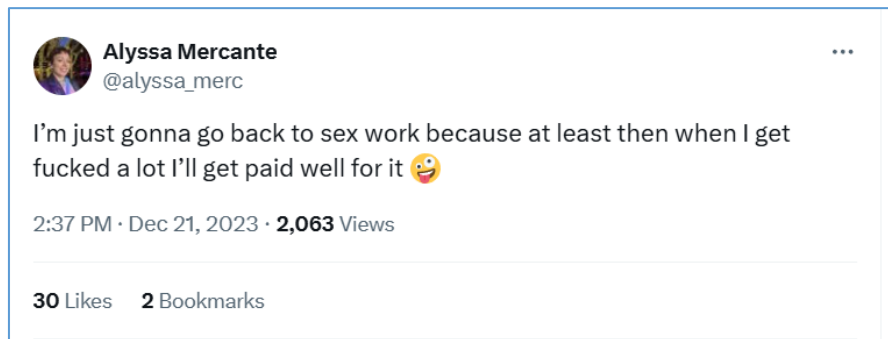 Alyssa Mercante
@alyssa_merc
I’m just gonna go back to sex work because at least then when I get
fucked a lot I’ll get paid well for it 🤪
2:37 PM · Dec 21, 2023 · 2,063 Views
30 Likes 2 Bookmarks